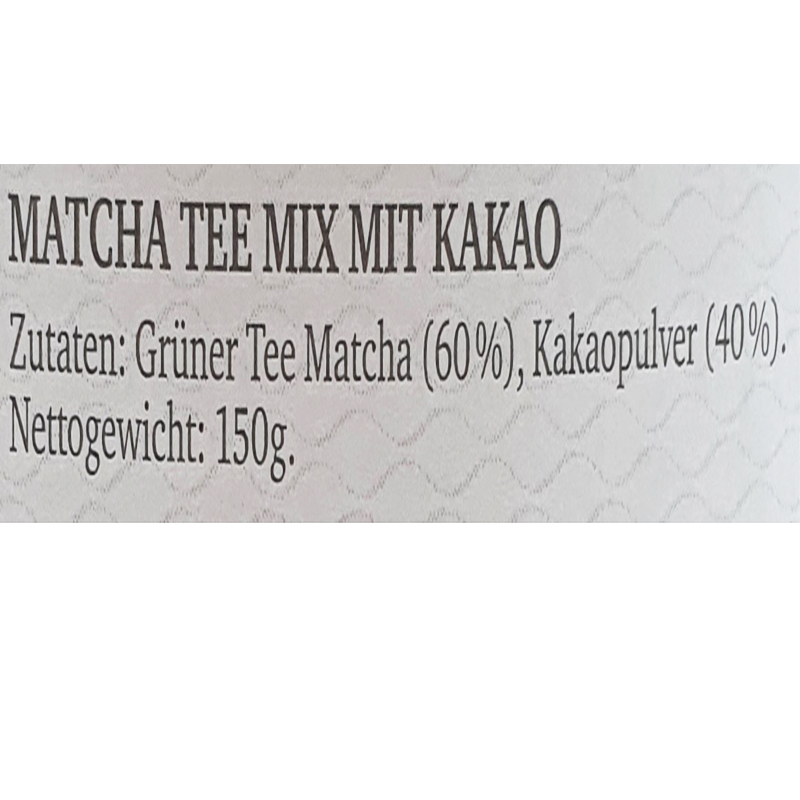 MATCHA TEE MIX MIT KAKAO
Zutaten: Grüner Tee Matcha (60%), Kakaopulver (40%).
Nettogewicht: 150g.